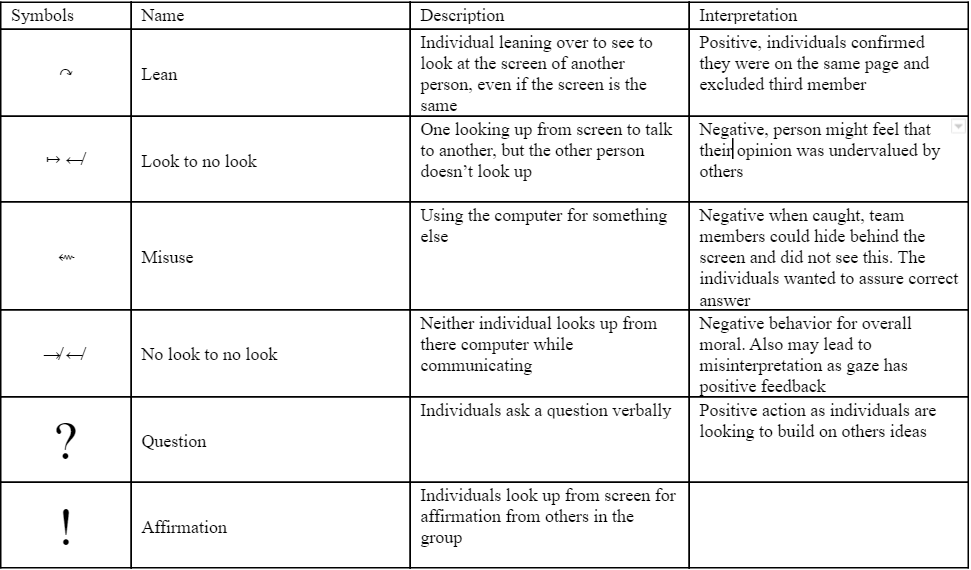 Symbols Name Description Interpretation
↷ Lean Individual leaning over to see to look at the screen of another person, even if the screen is the same Positive, individuals confirmed they were on the same page and excluded third member
Look to no look One looking up from screen to talk to another, but the other person doesn’t look up Negative, person might feel that their opinion was undervalued by others
Misuse Using the computer for something else Negative when caught, team members could hide behind the screen and did not see this. The individuals wanted to assure correct answer
No look to no look Neither individual looks up from there computer while communicating Negative behavior for overall moral. Also may lead to misinterpretation as gaze has positive feedback
? Question Individuals ask a question verbally Positive action as individuals are looking to build on others ideas
! Affirmation Individuals look up from screen for affirmation from others in the group